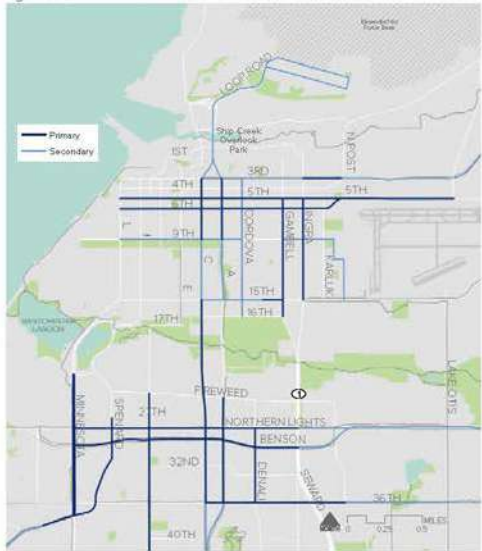 LOOP ROAD
Primary
Secondary
Ship Creek
Overlook
Park
1ST
N POST
3RD
4TH
5TH
5TH
6TH
L
I
9TH
CORDOVA
GAMBELL
INGRA
KARLUK
C
A
E
15TH
16TH
17TH
WESTCHESTER
LAGOON
LAKE OTIS
FIREWEED
1
MINNESOTA
SPENARD
27TH
NORTHERN LIGHTS
BENSON
32ND
DENALI
SEWARD
36TH
40TH
MILES
0 0.25 0.5